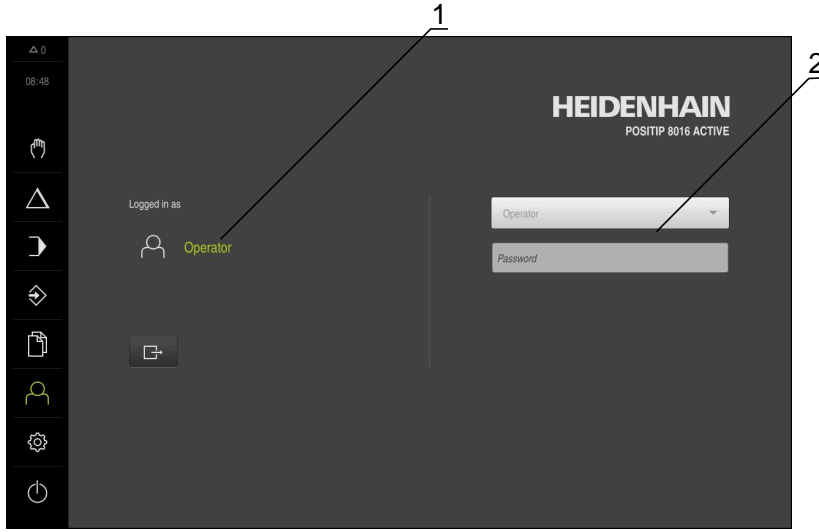 1
2
0
08:48
HEIDENHAIN
POSITIP 8016 ACTIVE
Logged in as
Operator
Operator
Password